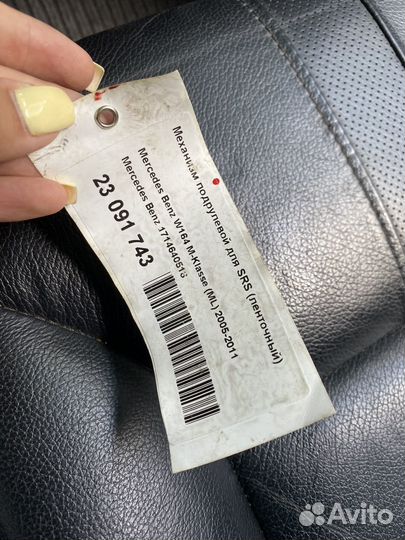 Механизм подрулевой для SRS (ленточный)
Mercedes Benz W164 M-Klasse (ML) 2005-2011
Mercedes Benz 1714640518
23 091 743
Avito